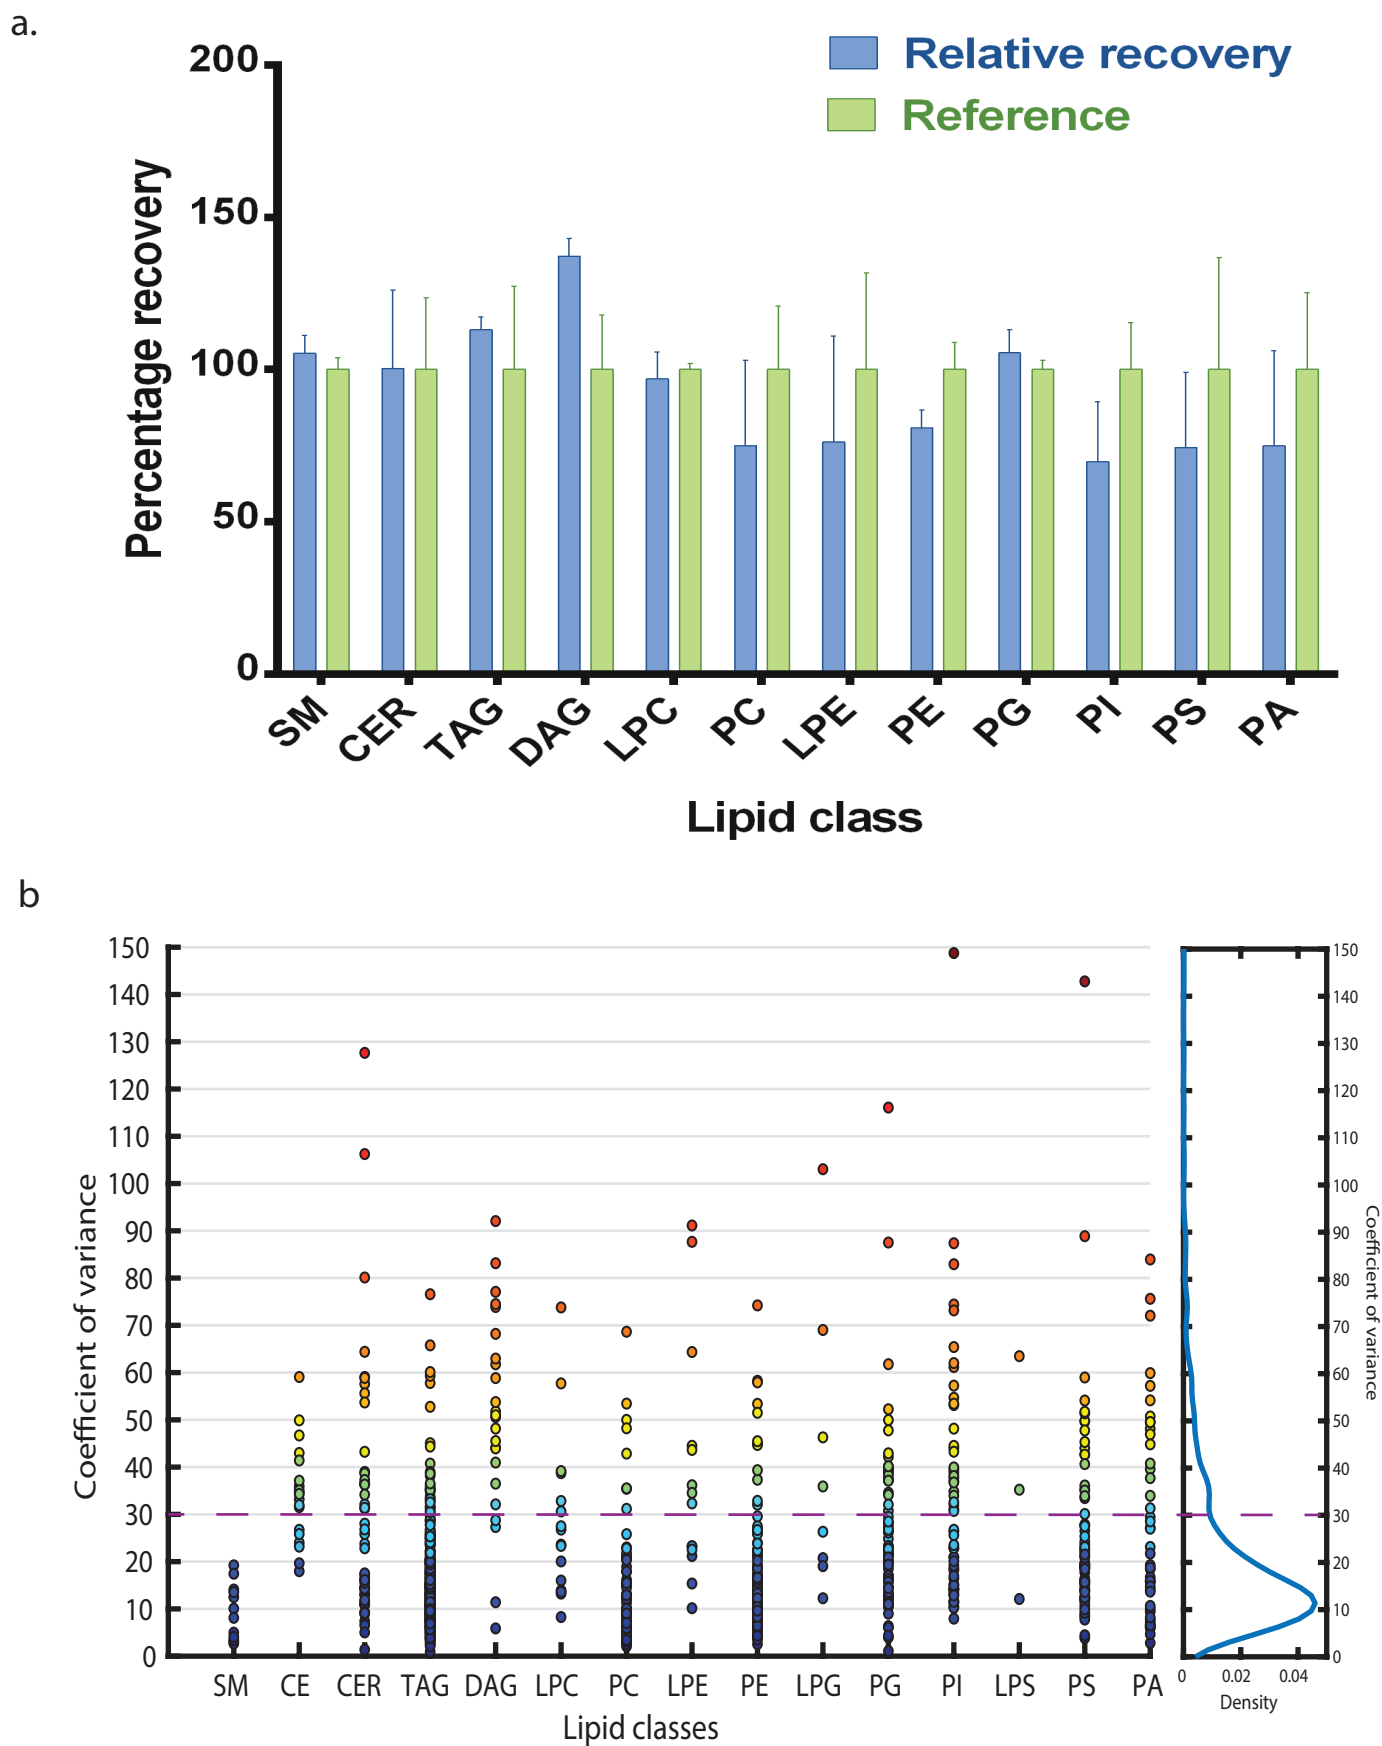 a.
Relative recovery
Reference
Percentage recovery
200
150
100
50
0
SM CER TAG DAG LPC PC LPE PE PG PI PS PA
Lipid class
b
Coefficient of variance
150
140
130
120
110
100
90
80
70
60
50
40
30
20
10
0
SM CE CER TAG DAG LPC PC LPE PE LPG PG PI LPS PS PA
Lipid classes
150
140
130
120
110
100
90
80
70
60
50
40
30
20
10
0
Coefficient of variance
0 0.02 0.04
Density